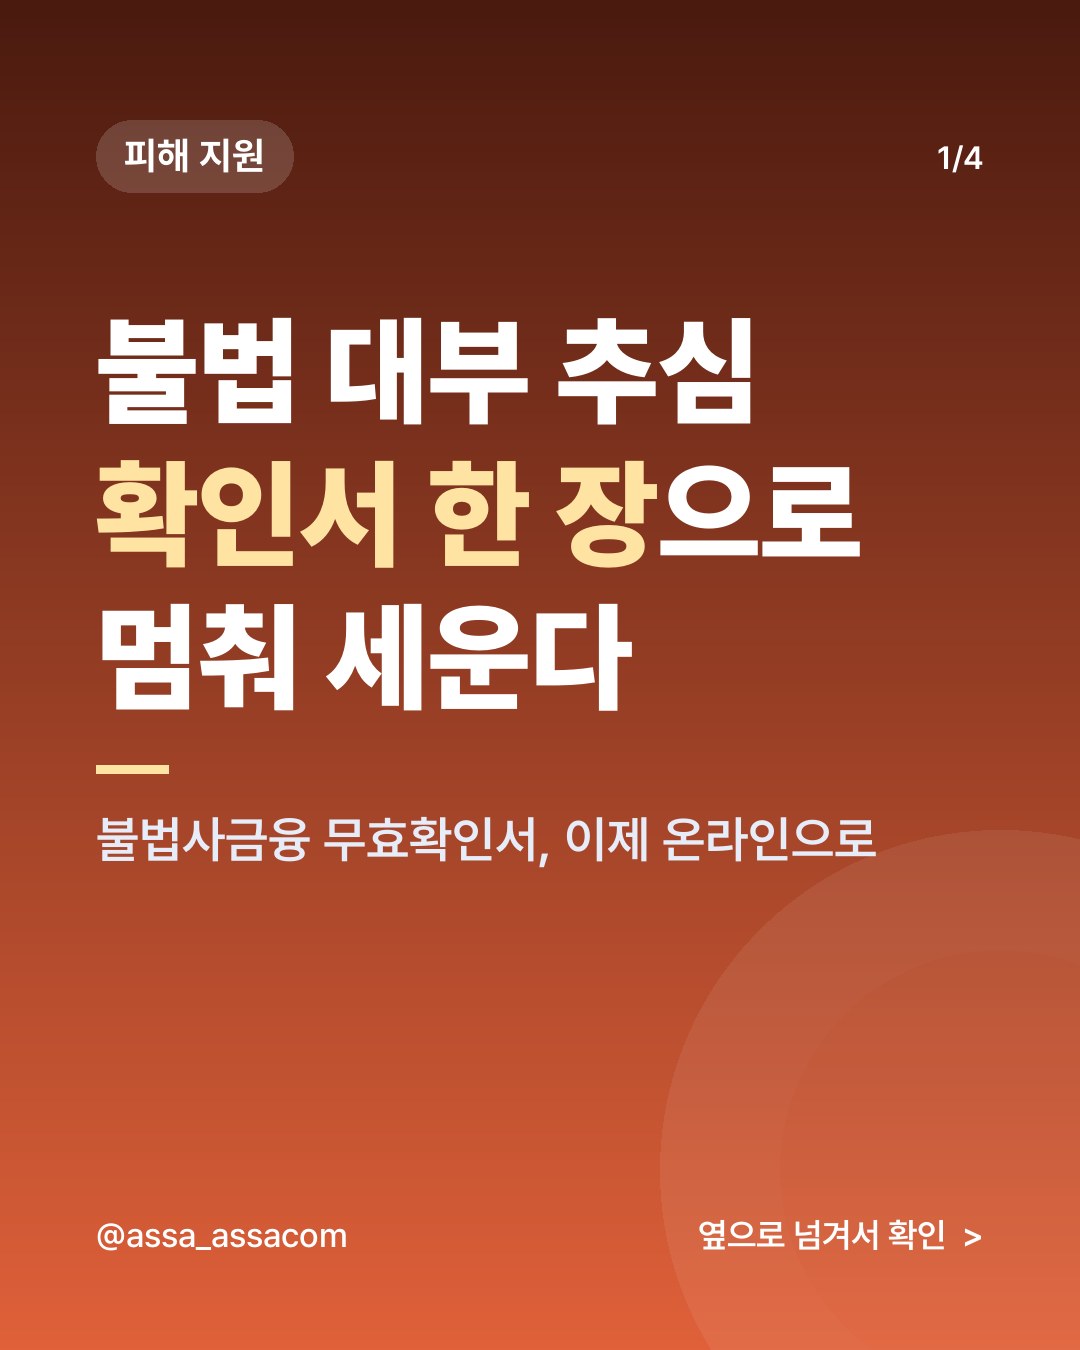 피해 지원
1/4
불법 대부 추심
확인서 한 장으로
멈춰 세운다
불법사금융 무효확인서, 이제 온라인으로
@assa_assacom
옆으로 넘겨서 확인 >